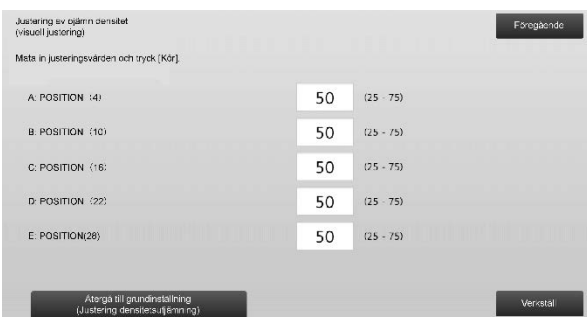 Justering av ojämn densitet
(visuell justering)
Föregående
Mata in justeringsvärden och tryck [Kör].
A: POSITION (4) 50 (25 - 75)
B: POSITION (10) 50 (25 - 75)
C: POSITION (16) 50 (25 - 75)
D: POSITION (22) 50 (25 - 75)
E: POSITION(28) 50 (25 - 75)
Återgå till grundinställning
(Justering densitetsutjämning)
Verkställ